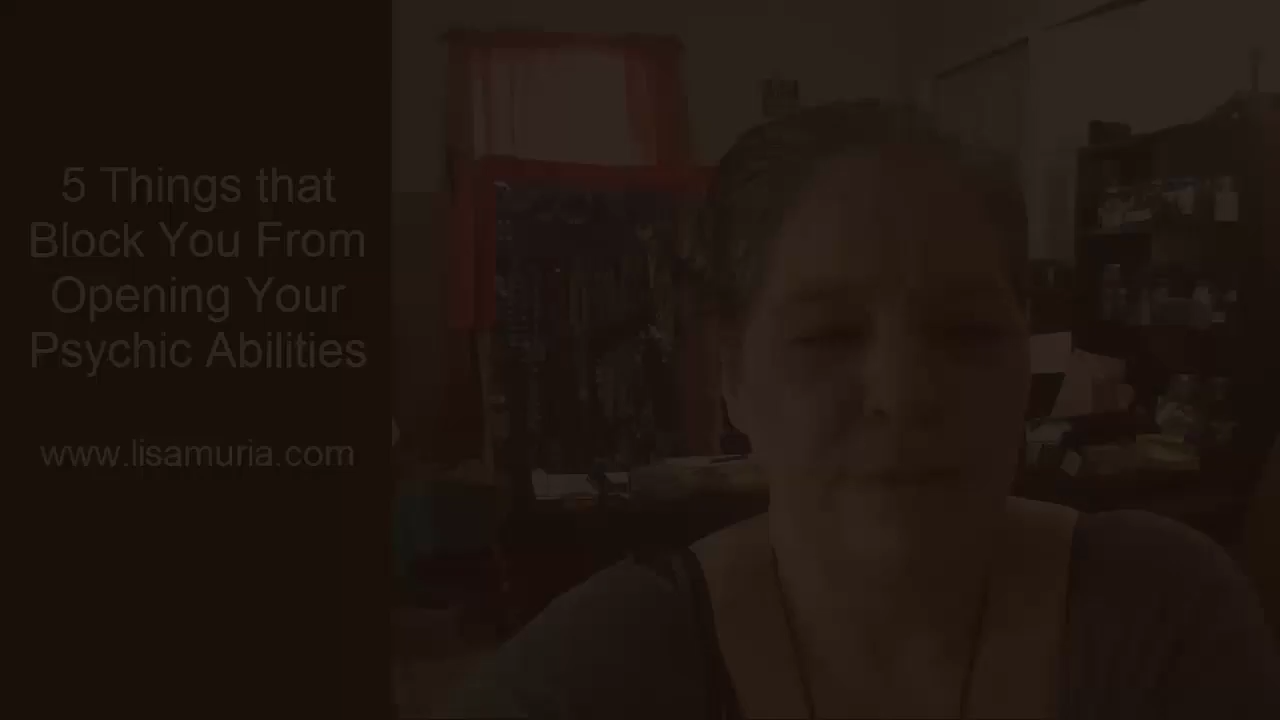 5 Things that
Block You From
Opening Your
Psychic Abilities
www.lisamuria.com